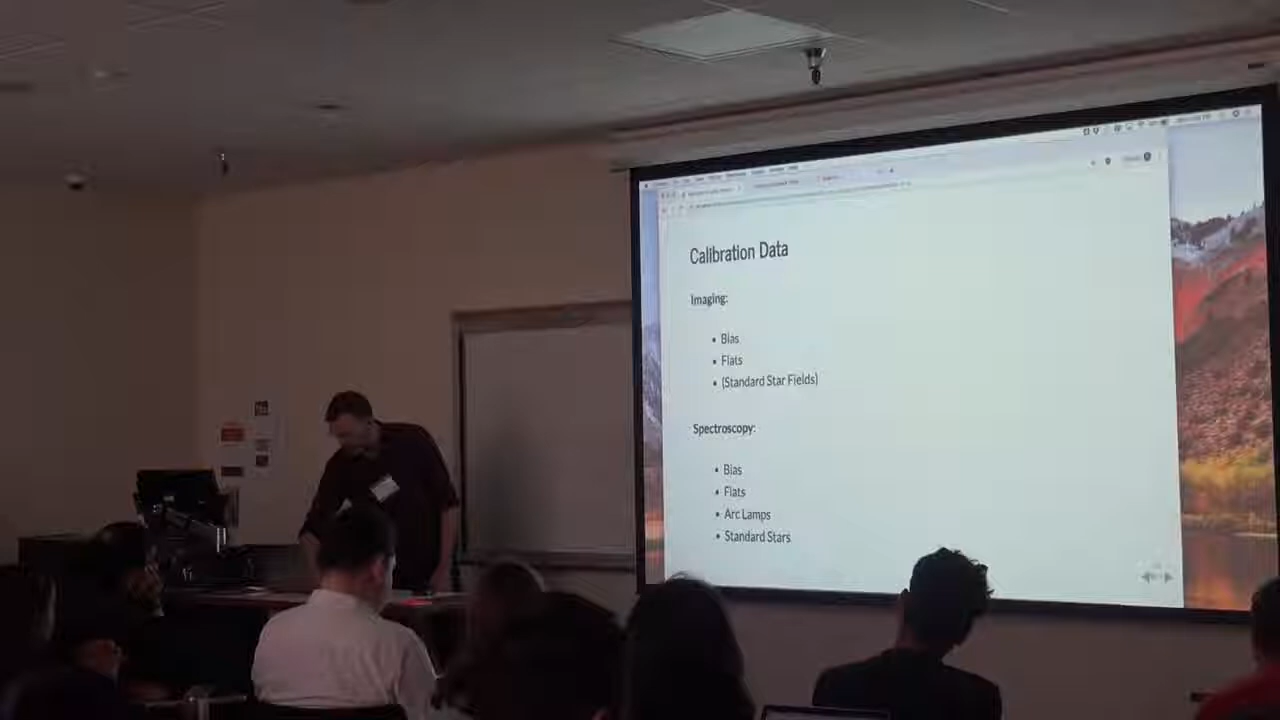 Calibration Data
Imaging:
• Bias
• Flats
• (Standard Star Fields)
Spectroscopy:
• Bias
• Flats
• Arc Lamps
• Standard Stars